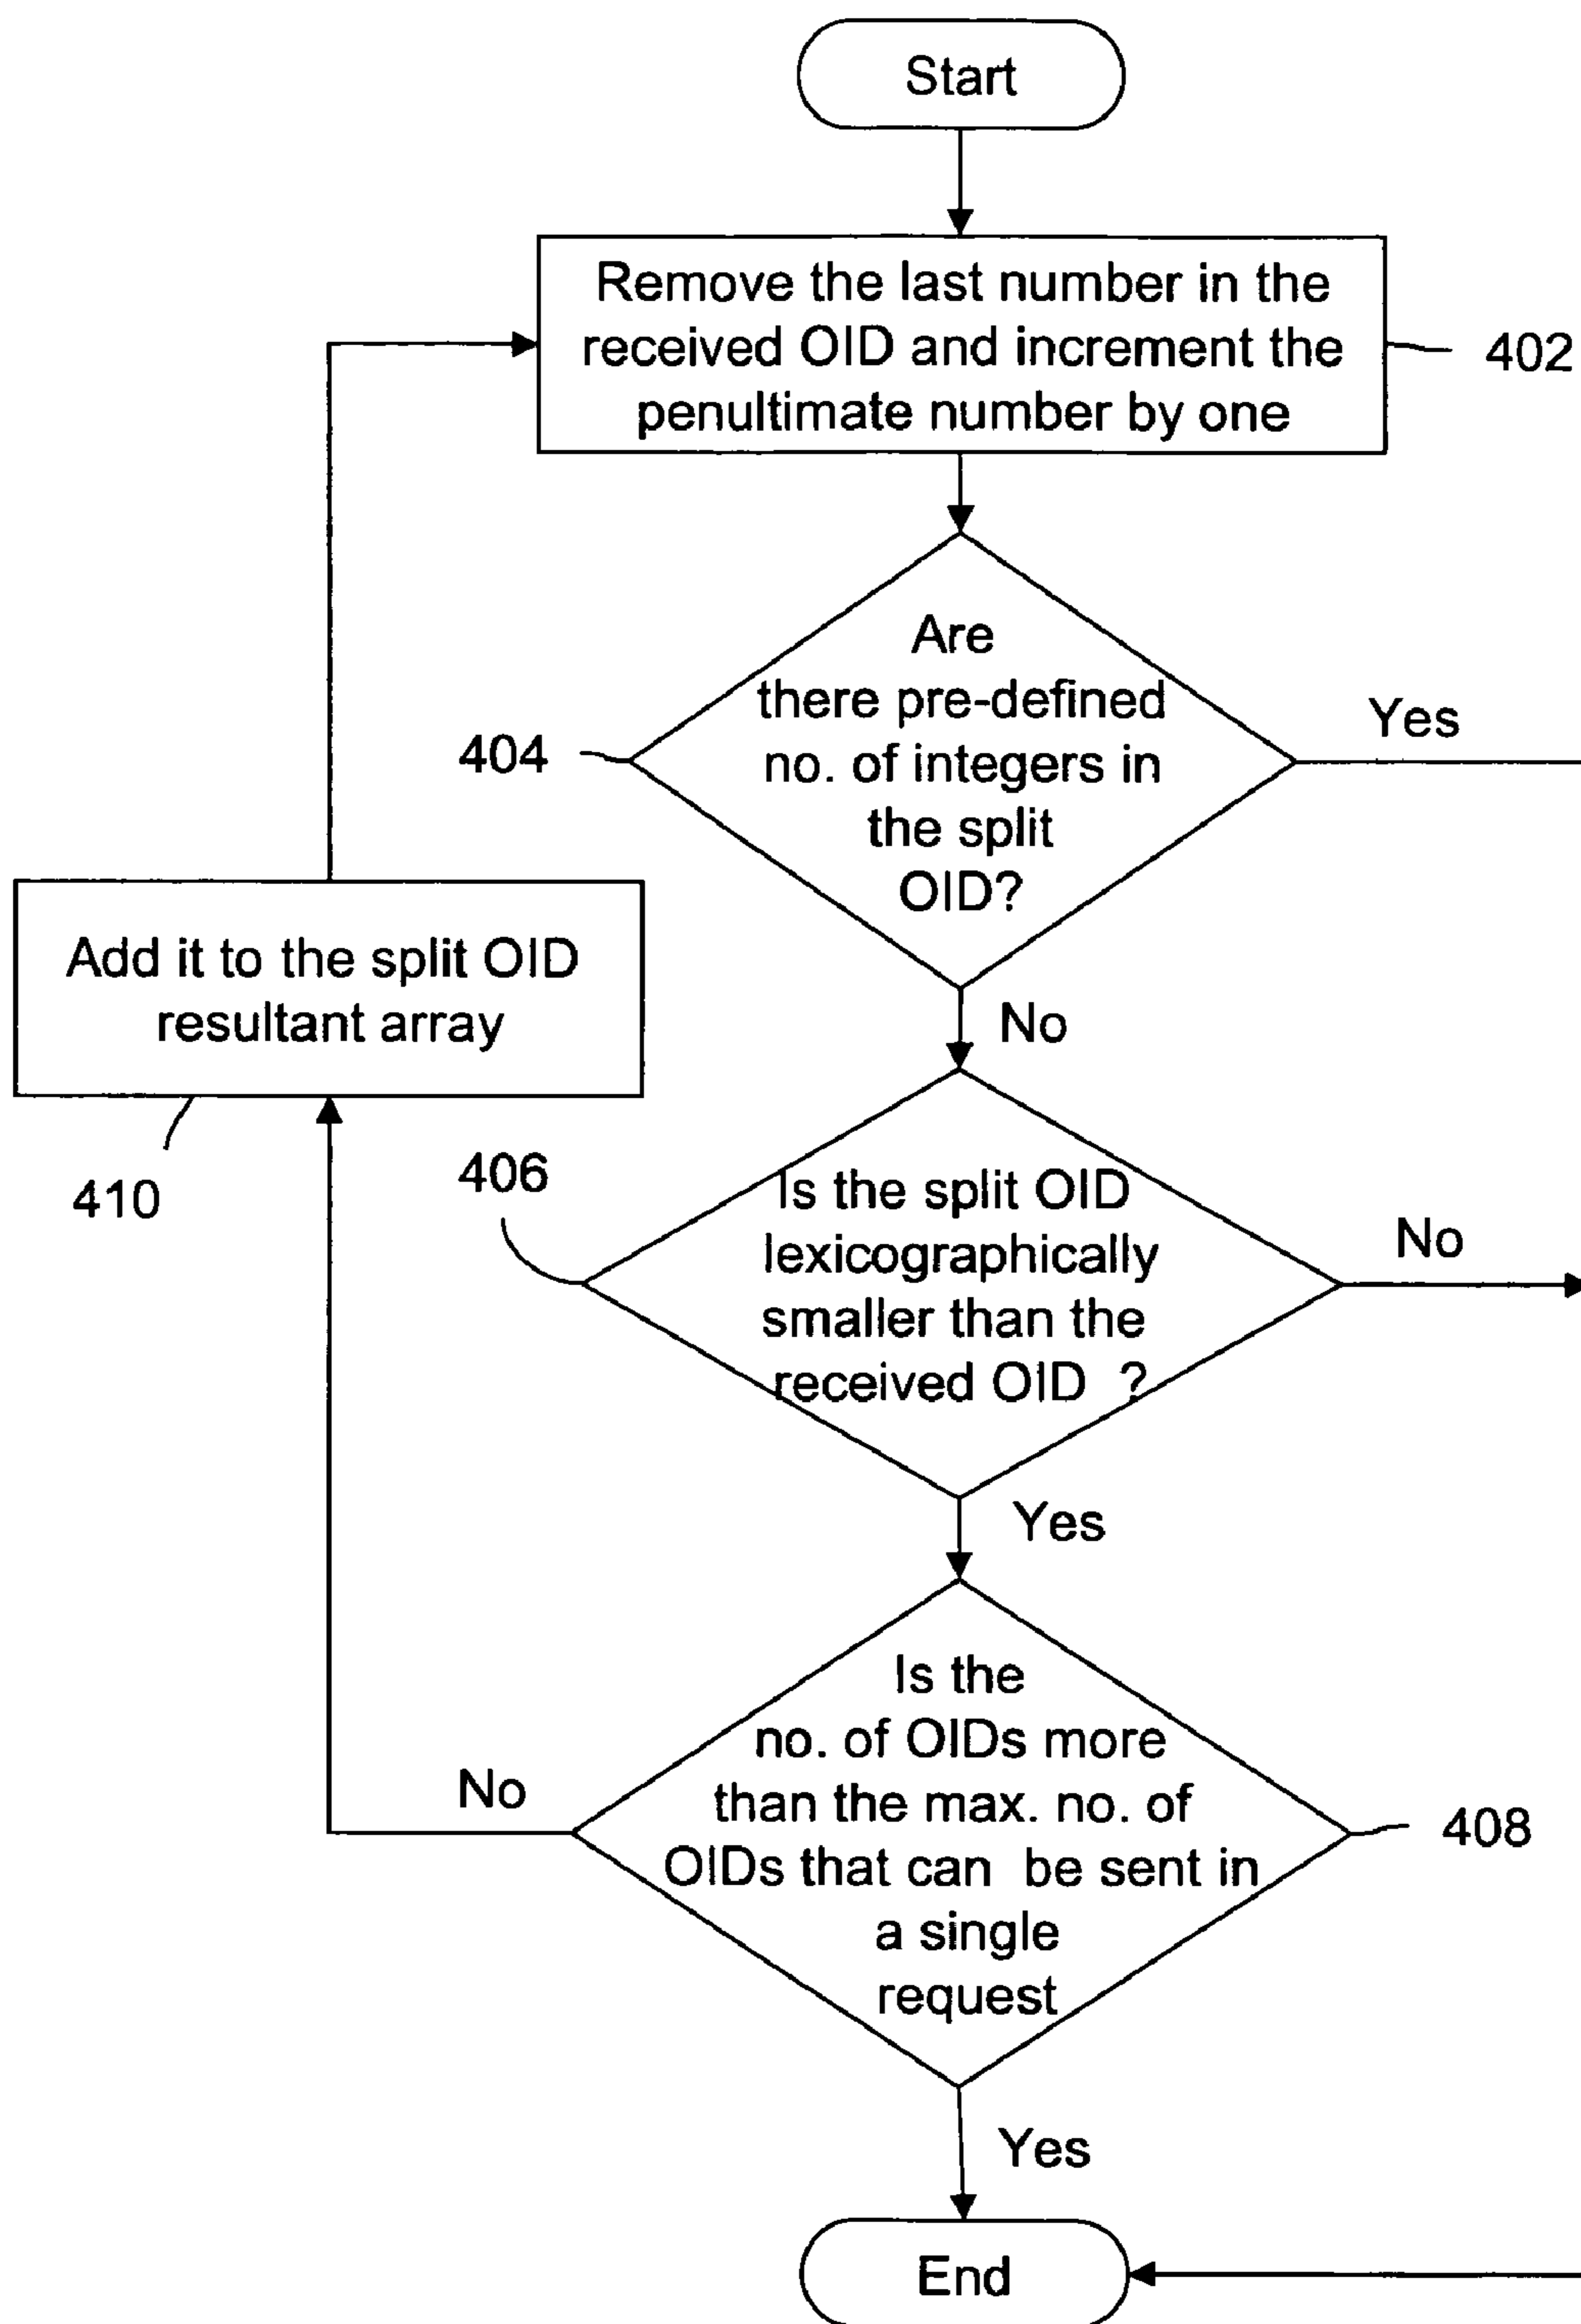 Start
Remove the last number in the
received OID and increment the
penultimate number by one
402
Are
there pre-defined
no. of integers in
the split
OID?
404
Yes
No
Add it to the split OID
resultant array
410
406
Is the split OID
lexicographically
smaller than the
received OID ?
No
Yes
Is the
no. of OIDs more
than the max. no. of
OIDs that can be sent in
a single
request
No
408
Yes
End